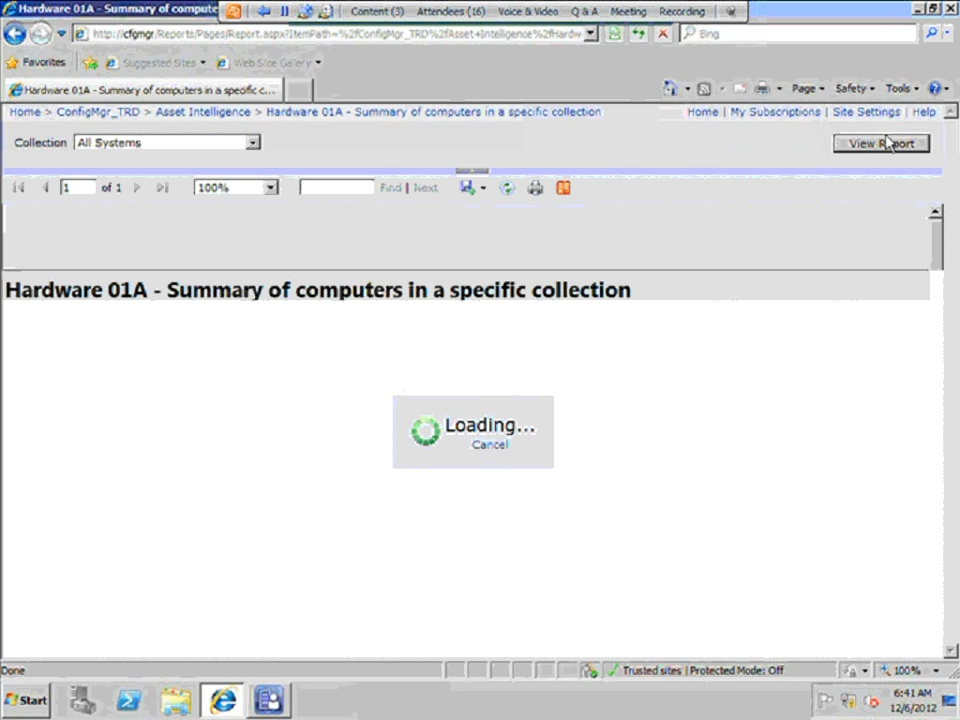 Hardware 01A - Summary of compute
Content (3) Attendees (16) Voice & Video Q & A Meeting Recording
http://cfgmgr/Reports/Pages/Report.aspx?ItemPath=%2fConfigMgr_TRD%2fAsset+Intelligence%2fHardw
Bing
Favorites Suggested Sites Web Slice Gallery
Hardware 01A - Summary of computers in a specific c...
Page Safety Tools
Home > ConfigMgr_TRD > Asset Intelligence > Hardware 01A - Summary of computers in a specific collection
Home | My Subscriptions | Site Settings | Help
Collection All Systems
View Report
1 of 1 100% Find | Next
Hardware 01A - Summary of computers in a specific collection
Loading...
Cancel
Done
Trusted sites | Protected Mode: Off
100%
Start
6:41 AM
12/6/2012